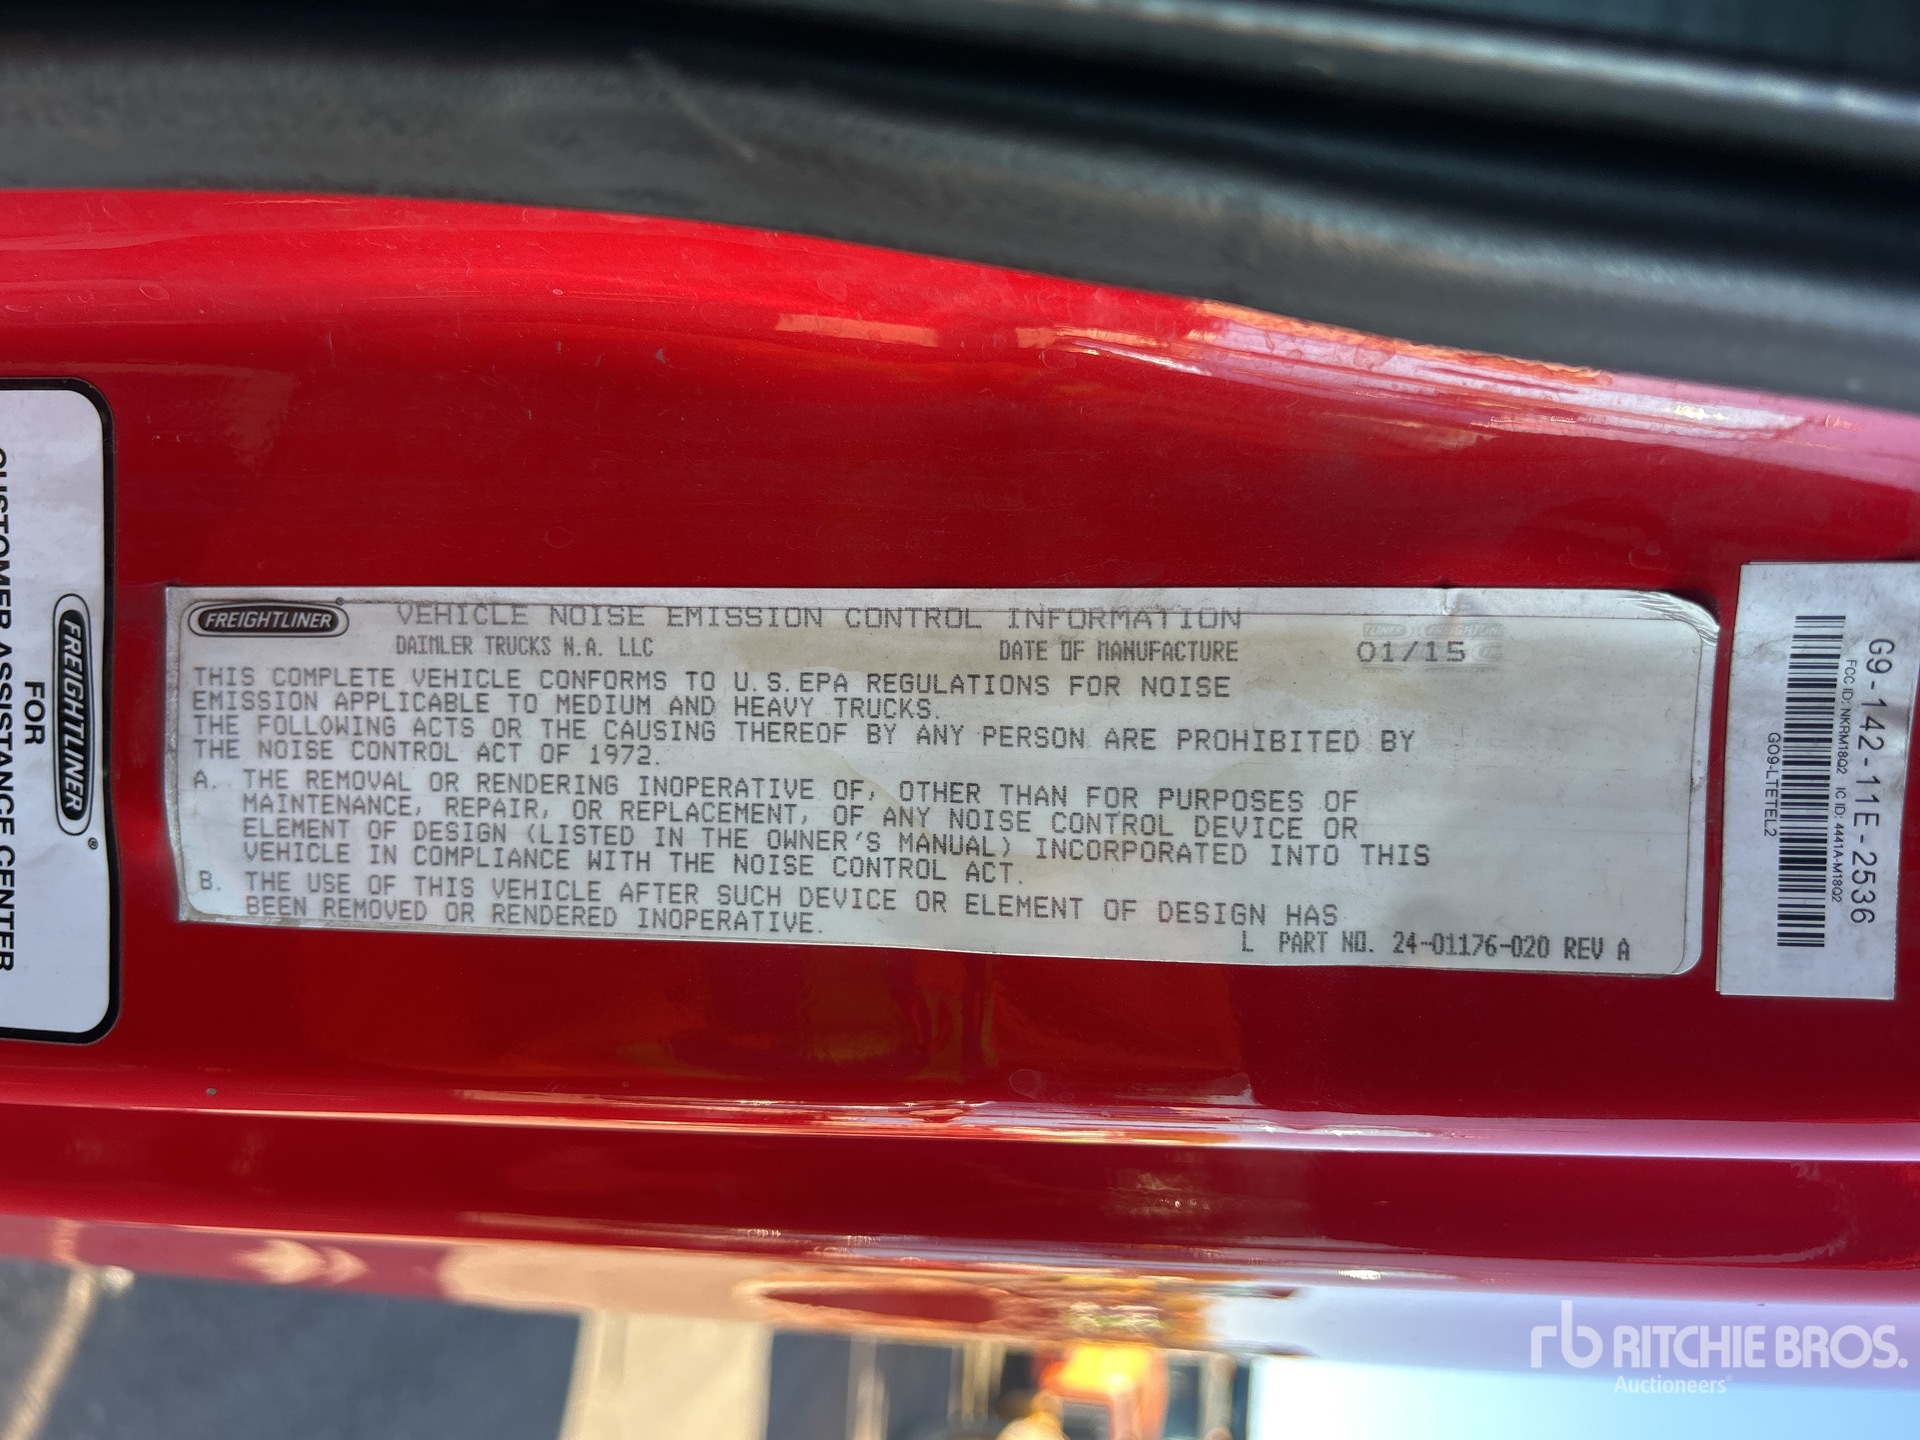 CUSTOMER ASSISTANCE CENTER
FOR
FREIGHTLINER®
FREIGHTLINER®
VEHICLE NOISE EMISSION CONTROL INFORMATION
DAIMLER TRUCKS N.A. LLC DATE OF MANUFACTURE 01/15
THIS COMPLETE VEHICLE CONFORMS TO U.S.EPA REGULATIONS FOR NOISE
EMISSION APPLICABLE TO MEDIUM AND HEAVY TRUCKS.
THE FOLLOWING ACTS OR THE CAUSING THEREOF BY ANY PERSON ARE PROHIBITED BY
THE NOISE CONTROL ACT OF 1972.
A. THE REMOVAL OR RENDERING INOPERATIVE OF, OTHER THAN FOR PURPOSES OF
MAINTENANCE, REPAIR, OR REPLACEMENT, OF ANY NOISE CONTROL DEVICE OR
ELEMENT OF DESIGN (LISTED IN THE OWNER'S MANUAL) INCORPORATED INTO THIS
VEHICLE IN COMPLIANCE WITH THE NOISE CONTROL ACT.
B. THE USE OF THIS VEHICLE AFTER SUCH DEVICE OR ELEMENT OF DESIGN HAS
BEEN REMOVED OR RENDERED INOPERATIVE.
L PART NO. 24-01176-020 REV A
G9-142-11E-2536
FCC ID: NKRM18Q2 IC ID: 4441A-M18Q2
GO9-LTETEL2
rb RITCHIE BROS.
Auctioneers